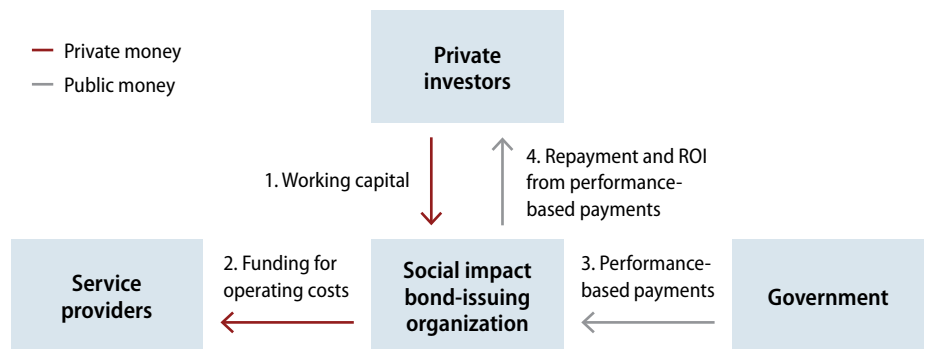 Private money
Public money
Private
investors
1. Working capital
4. Repayment and ROI
from performance-
based payments
Service
providers
2. Funding for
operating costs
Social impact
bond-issuing
organization
3. Performance-
based payments
Government